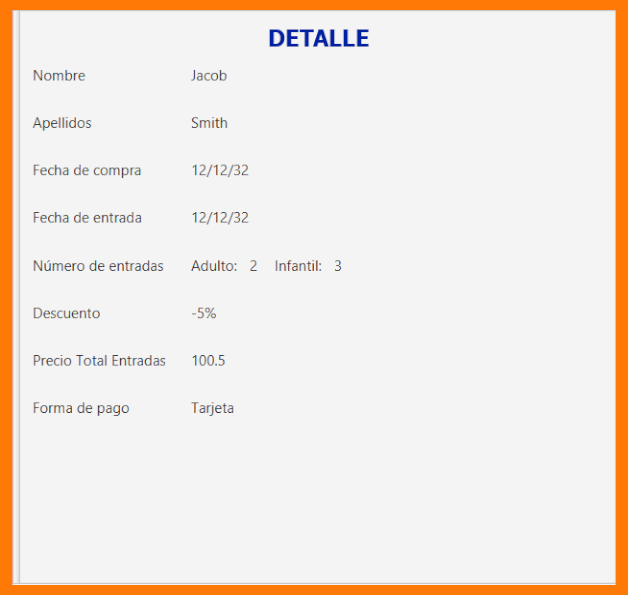 DETALLE
Nombre Jacob
Apellidos Smith
Fecha de compra 12/12/32
Fecha de entrada 12/12/32
Número de entradas Adulto: 2 Infantil: 3
Descuento -5%
Precio Total Entradas 100.5
Forma de pago Tarjeta